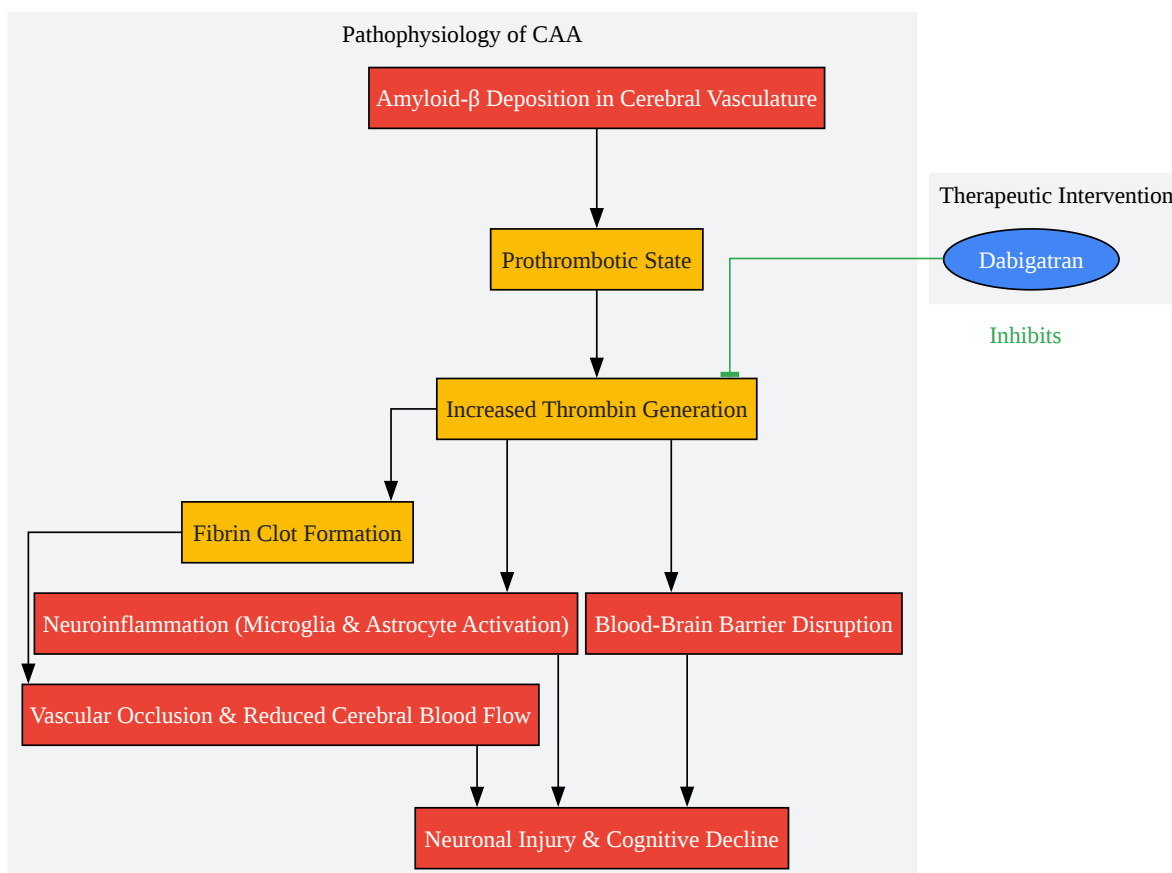 Pathophysiology of CAA
Amyloid-β Deposition in Cerebral Vasculature
Therapeutic Intervention
Prothrombotic State
Dabigatran
Inhibits
Increased Thrombin Generation
Fibrin Clot Formation
Neuroinflammation (Microglia & Astrocyte Activation)
Blood-Brain Barrier Disruption
Vascular Occlusion & Reduced Cerebral Blood Flow
Neuronal Injury & Cognitive Decline